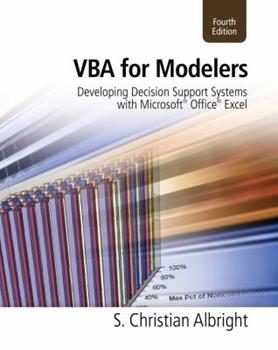 Fourth
Edition
VBA for Modelers
Developing Decision Support Systems
with Microsoft® Office® Excel
100%
80%
60%
40%
Max Pct of Nonconform
S. Christian Albright